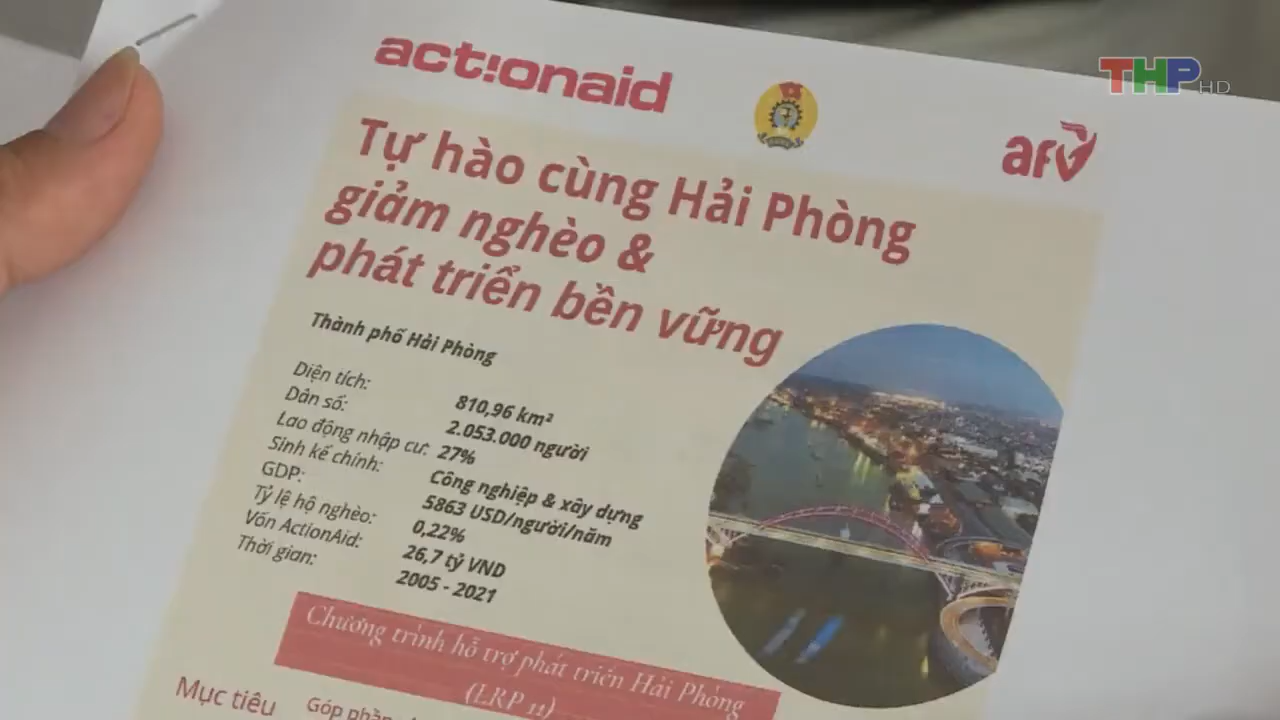 act!onaid
THP HD
afv
Tự hào cùng Hải Phòng
giảm nghèo &
phát triển bền vững
Thành phố Hải Phòng
Diện tích: 810,96 km²
Dân số: 2.053.000 người
Lao động nhập cư: 27%
Sinh kế chính: Công nghiệp & xây dựng
GDP: 5863 USD/người/năm
Tỷ lệ hộ nghèo: 0,22%
Vốn ActionAid: 26,7 tỷ VND
Thời gian: 2005 - 2021
Chương trình hỗ trợ phát triển Hải Phòng
(LRP 11)
Mục tiêu Góp phần